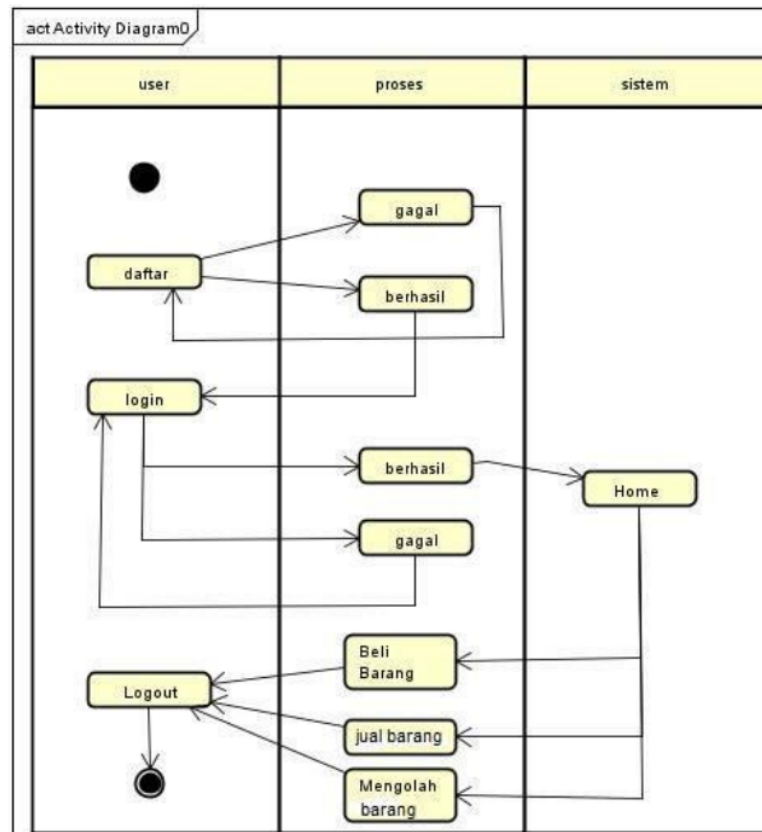 act Activity Diagram0
user
proses
sistem
gagal
daftar
berhasil
login
berhasil
Home
gagal
Beli
Barang
Logout
jual barang
Mengolah
barang